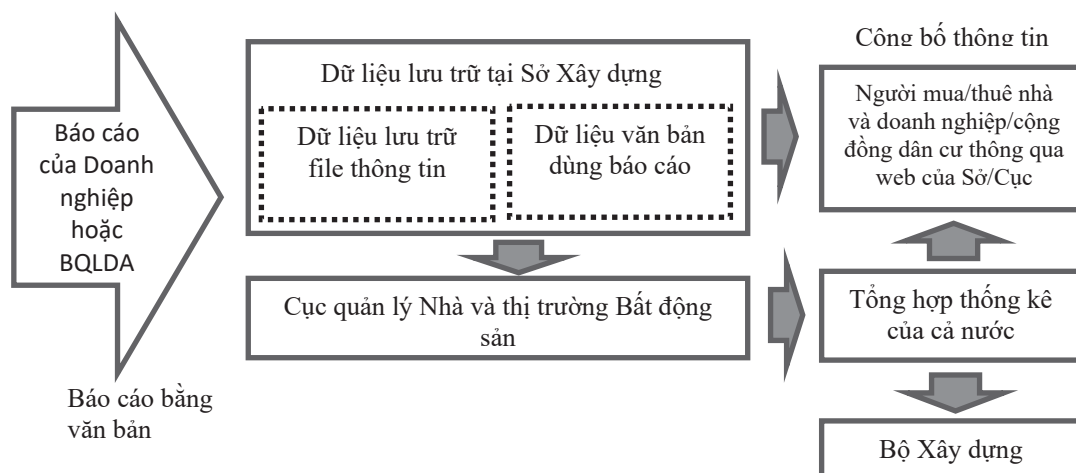 Báo cáo
của Doanh
nghiệp
hoặc
BQLDA
Báo cáo bằng
văn bản
Dữ liệu lưu trữ tại Sở Xây dựng
Dữ liệu lưu trữ
file thông tin
Dữ liệu văn bản
dùng báo cáo
Cục quản lý Nhà và thị trường Bất động
sản
Công bố thông tin
Người mua/thuê nhà
và doanh nghiệp/cộng
đồng dân cư thông qua
web của Sở/Cục
Tổng hợp thống kê
của cả nước
Bộ Xây dựng